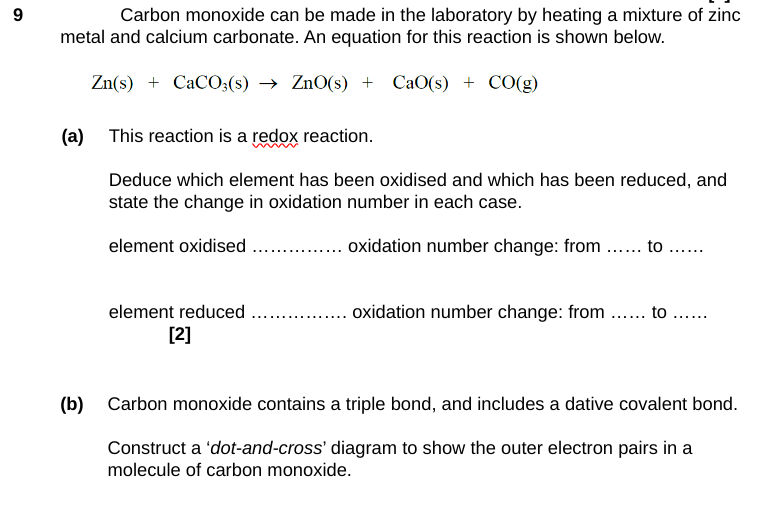 9 Carbon monoxide can be made in the laboratory by heating a mixture of zinc
metal and calcium carbonate. An equation for this reaction is shown below.
Zn(s) + CaCO₃(s) → ZnO(s) + CaO(s) + CO(g)
(a) This reaction is a redox reaction.
Deduce which element has been oxidised and which has been reduced, and
state the change in oxidation number in each case.
element oxidised …………… oxidation number change: from …… to ……
element reduced ……………. oxidation number change: from …… to ……
[2]
(b) Carbon monoxide contains a triple bond, and includes a dative covalent bond.
Construct a ‘dot-and-cross’ diagram to show the outer electron pairs in a
molecule of carbon monoxide.